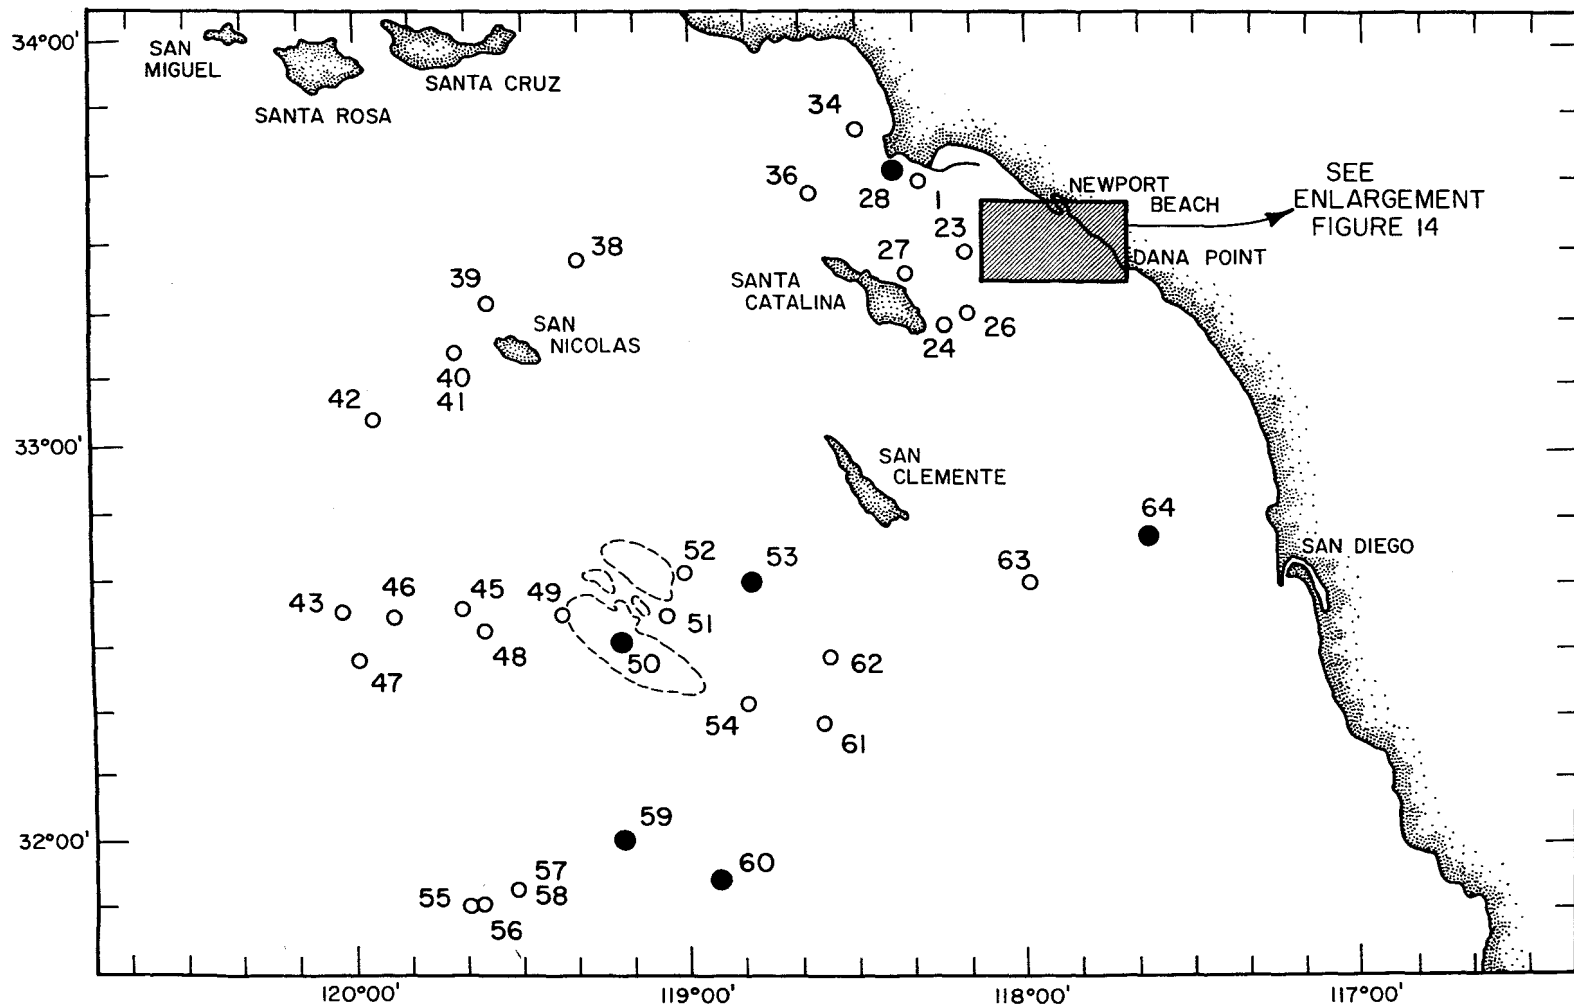 34°00'
SAN
MIGUEL
SANTA ROSA
SANTA CRUZ
34
36
28
1
23
NEWPORT
BEACH
SEE
ENLARGEMENT
FIGURE 14
DANA POINT
38
39
27
SANTA
CATALINA
26
24
SAN
NICOLAS
40
41
42
33°00'
SAN
CLEMENTE
64
SAN DIEGO
63
52
53
43
46
45
49
51
48
50
47
62
54
61
59
32°00'
60
57
55
58
56
120°00'
119°00'
118°00'
117°00'